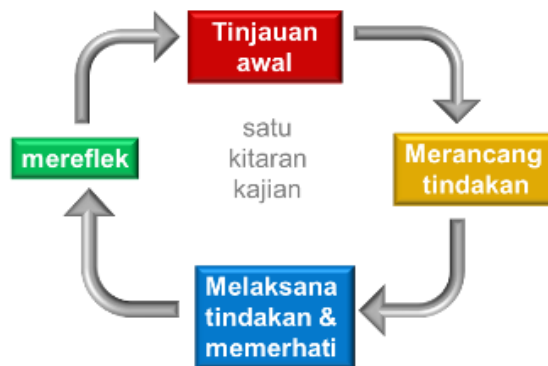 Tinjauan
awal
satu
kitaran
kajian
mereflek
Merancang
tindakan
Melaksana
tindakan &
memerhati